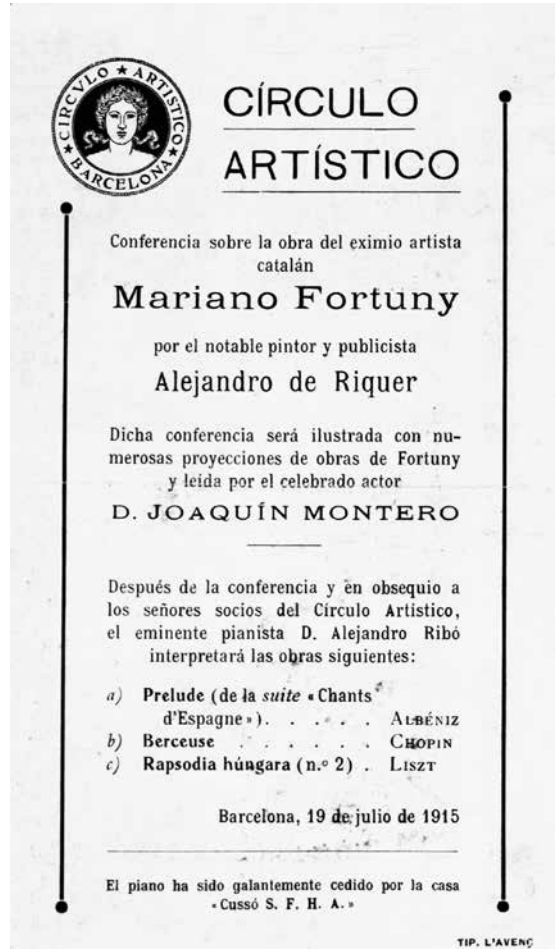 CÍRCVLO ★ ARTISTICO ★ BARCELONA ★
CÍRCULO
ARTÍSTICO
Conferencia sobre la obra del eximio artista
catalán
Mariano Fortuny
por el notable pintor y publicista
Alejandro de Riquer
Dicha conferencia será ilustrada con nu-
merosas proyecciones de obras de Fortuny
y leída por el celebrado actor
D. JOAQUÍN MONTERO
Después de la conferencia y en obsequio a
los señores socios del Círculo Artístico,
el eminente pianista D. Alejandro Ribó
interpretará las obras siguientes:
a) Prelude (de la suite «Chants
d'Espagne»). . . . . ALBÉNIZ
b) Berceuse . . . . . . CHOPIN
c) Rapsodia húngara (n.º 2) . LISZT
Barcelona, 19 de julio de 1915
El piano ha sido galantemente cedido por la casa
«Cussó S. F. H. A.»
TIP. L'AVENÇ